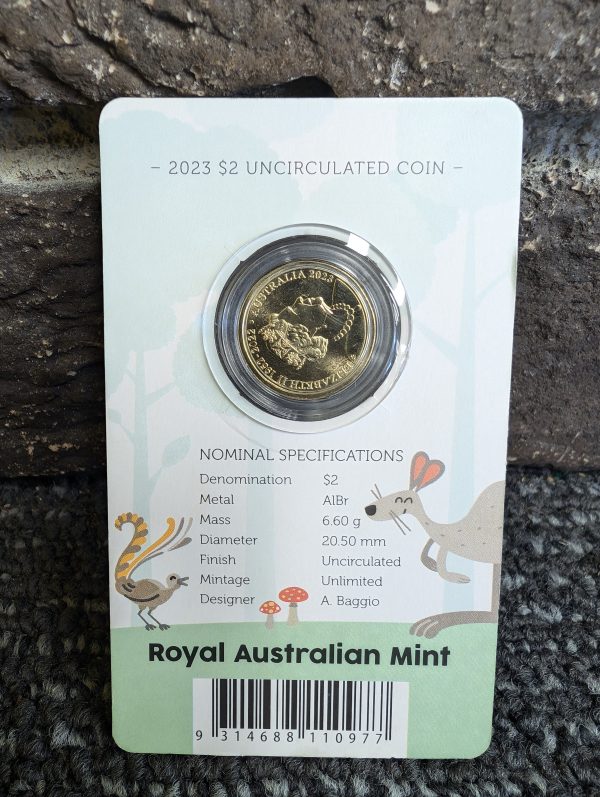 – 2023 $2 UNCIRCULATED COIN –
ELIZABETH II 1952-2022 AUSTRALIA 2023
NOMINAL SPECIFICATIONS
Denomination $2
Metal AlBr
Mass 6.60 g
Diameter 20.50 mm
Finish Uncirculated
Mintage Unlimited
Designer A. Baggio
Royal Australian Mint
9 314688 110977